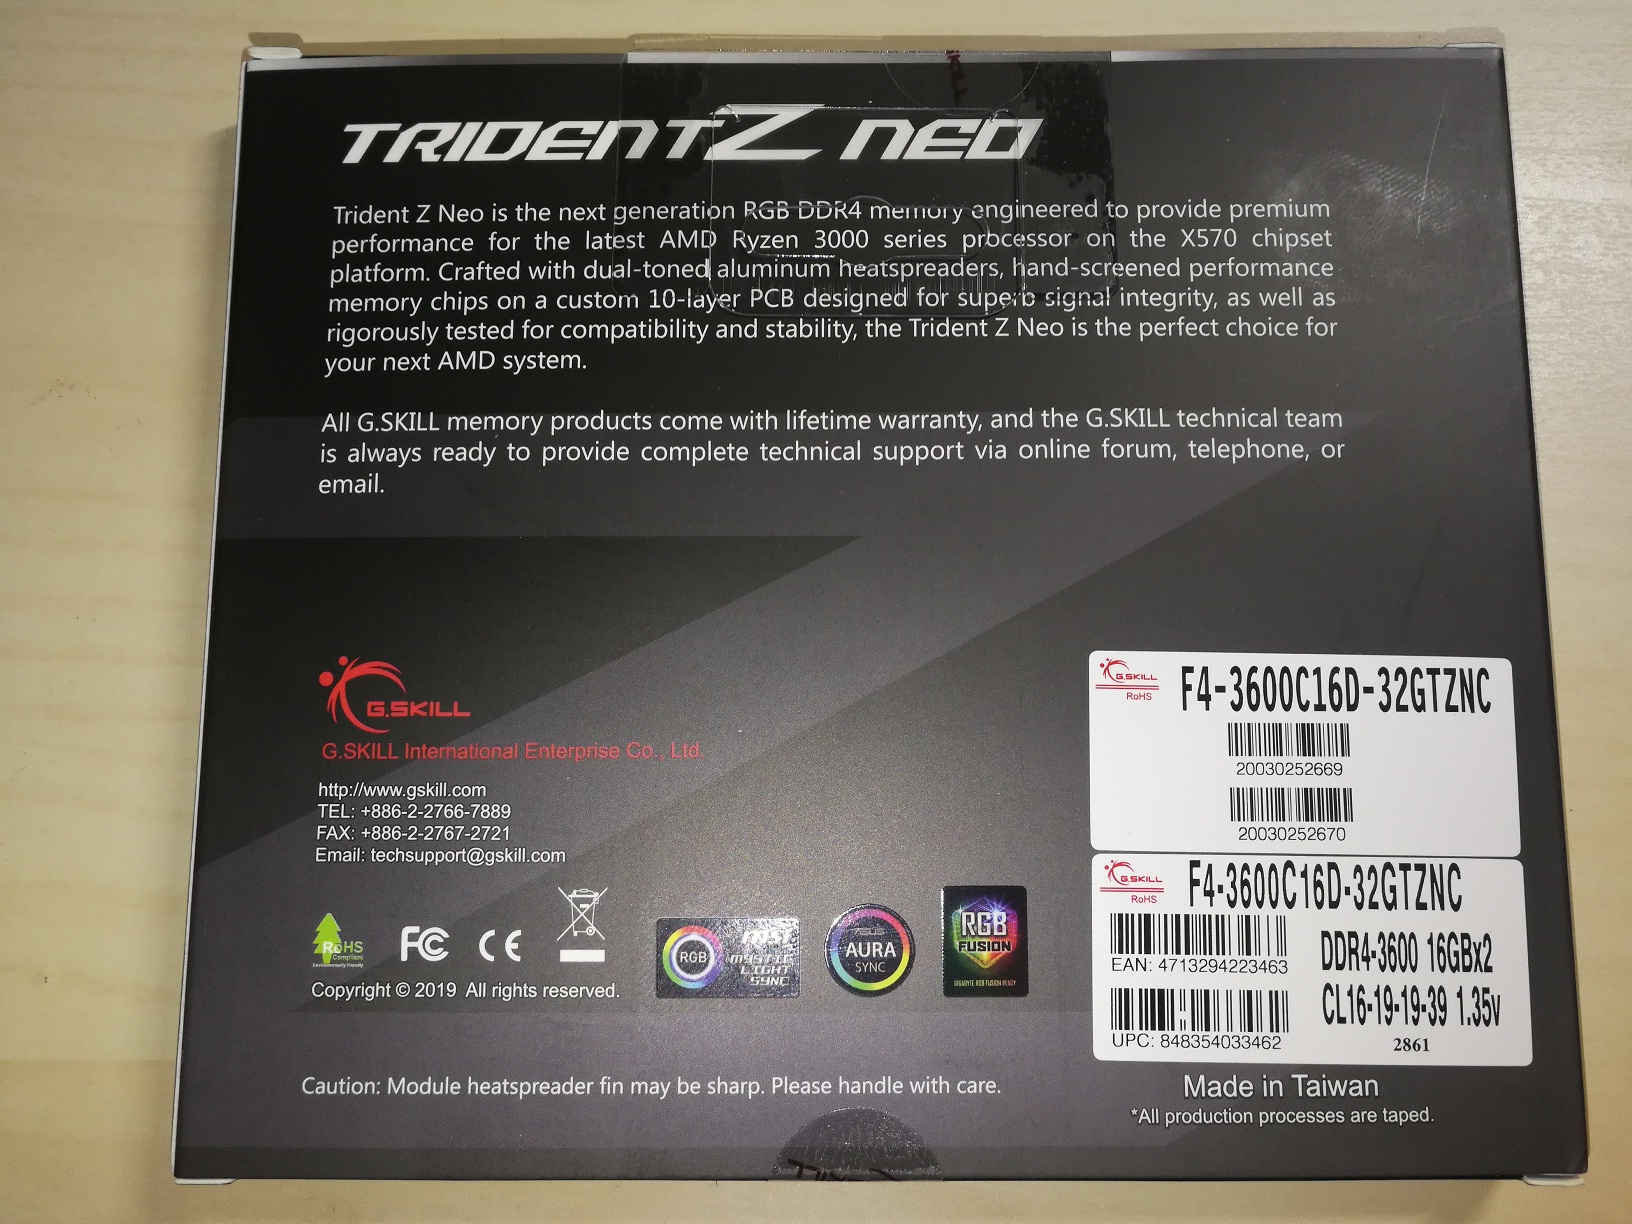 TRIDENTZ NEO
Trident Z Neo is the next generation RGB DDR4 memory engineered to provide premium
performance for the latest AMD Ryzen 3000 series processor on the X570 chipset
platform. Crafted with dual-toned aluminum heatspreaders, hand-screened performance
memory chips on a custom 10-layer PCB designed for superb signal integrity, as well as
rigorously tested for compatibility and stability, the Trident Z Neo is the perfect choice for
your next AMD system.
All G.SKILL memory products come with lifetime warranty, and the G.SKILL technical team
is always ready to provide complete technical support via online forum, telephone, or
email.
G.SKILL
G.SKILL International Enterprise Co., Ltd.
http://www.gskill.com
TEL: +886-2-2766-7889
FAX: +886-2-2767-2721
Email: techsupport@gskill.com
RoHS
Compliant
Environmentally Friendly
FC
CE
Copyright © 2019 All rights reserved.
RGB
msi
MYSTIC
LIGHT
SYNC
ASUS
AURA
SYNC
RGB
FUSION
GIGABYTE RGB FUSION READY
Caution: Module heatspreader fin may be sharp. Please handle with care.
G.SKILL
RoHS
F4-3600C16D-32GTZNC
20030252669
20030252670
G.SKILL
RoHS
F4-3600C16D-32GTZNC
EAN: 4713294223463
DDR4-3600 16GBx2
CL16-19-19-39 1.35v
UPC: 848354033462
2861
Made in Taiwan
*All production processes are taped.